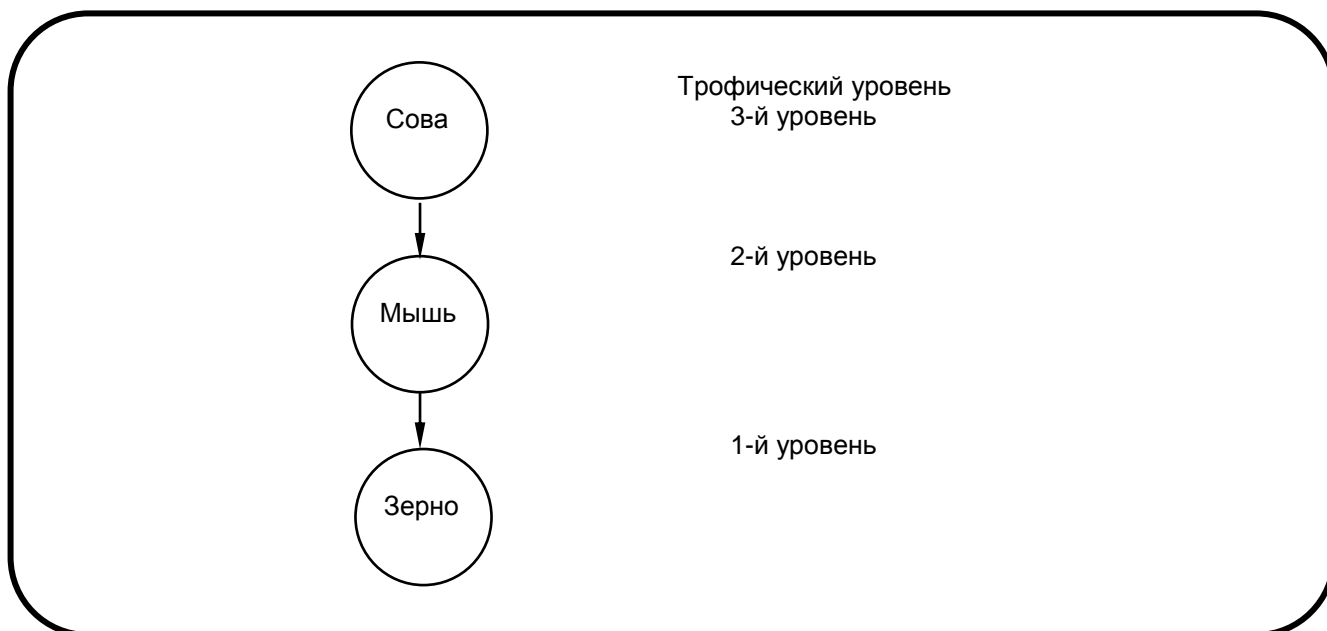 Трофический уровень
Сова
3-й уровень
2-й уровень
Мышь
1-й уровень
Зерно